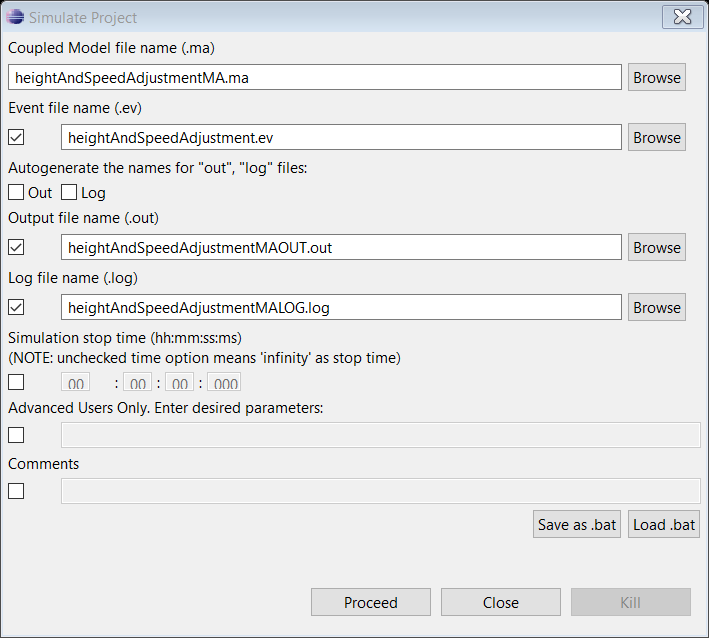 Simulate Project
Coupled Model file name (.ma)
heightAndSpeedAdjustmentMA.ma Browse
Event file name (.ev)
heightAndSpeedAdjustment.ev Browse
Autogenerate the names for "out", "log" files:
Out Log
Output file name (.out)
heightAndSpeedAdjustmentMAOUT.out Browse
Log file name (.log)
heightAndSpeedAdjustmentMALOG.log Browse
Simulation stop time (hh:mm:ss:ms)
(NOTE: unchecked time option means 'infinity' as stop time)
00 : 00 : 00 : 000
Advanced Users Only. Enter desired parameters:
Comments
Save as .bat Load .bat
Proceed Close Kill